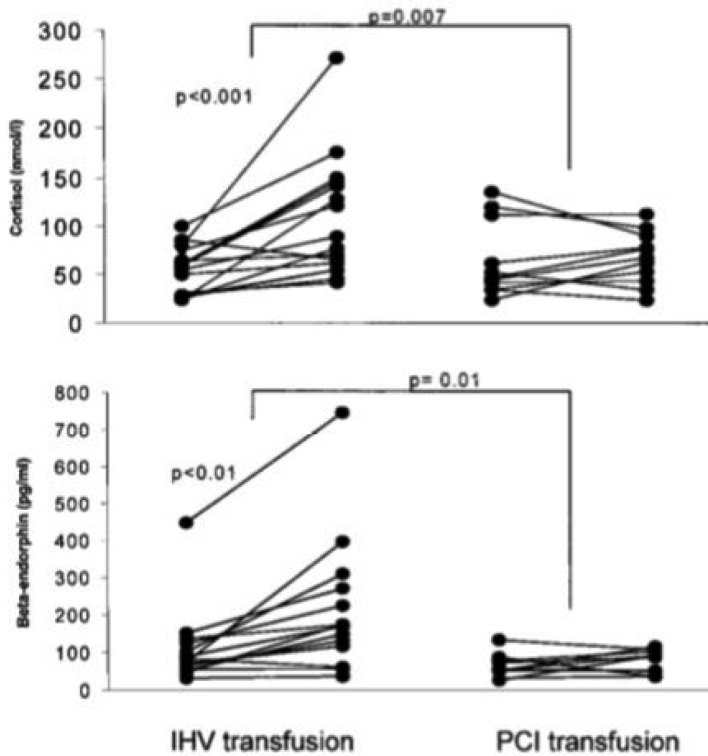 p=0.007
300
250
p<0.001
200
150
100
50
0
Cortisol (nmol/l)
p= 0.01
800
700
p<0.01
600
500
400
300
200
100
0
Beta-endorphin (pg/ml)
IHV transfusion PCI transfusion